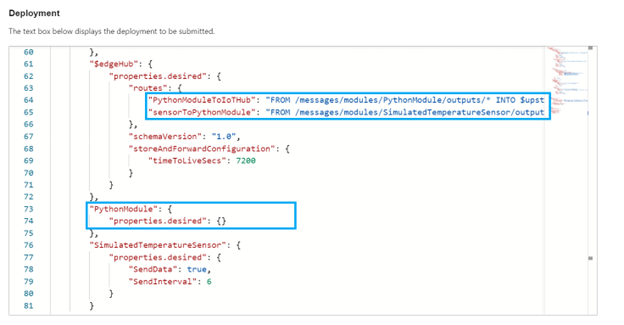 Deployment
The text box below displays the deployment to be submitted.
60 },
61 "$edgeHub": {
62 "properties.desired": {
63 "routes": {
64 "PythonModuleToIoTHub": "FROM /messages/modules/PythonModule/outputs/* INTO $upst
65 "sensorToPythonModule": "FROM /messages/modules/SimulatedTemperatureSensor/output
66 },
67 "schemaVersion": "1.0",
68 "storeAndForwardConfiguration": {
69 "timeToLiveSecs": 7200
70 }
71 }
72 },
73 "PythonModule": {
74 "properties.desired": {}
75 },
76 "SimulatedTemperatureSensor": {
77 "properties.desired": {
78 "SendData": true,
79 "SendInterval": 6
80 }
81 }